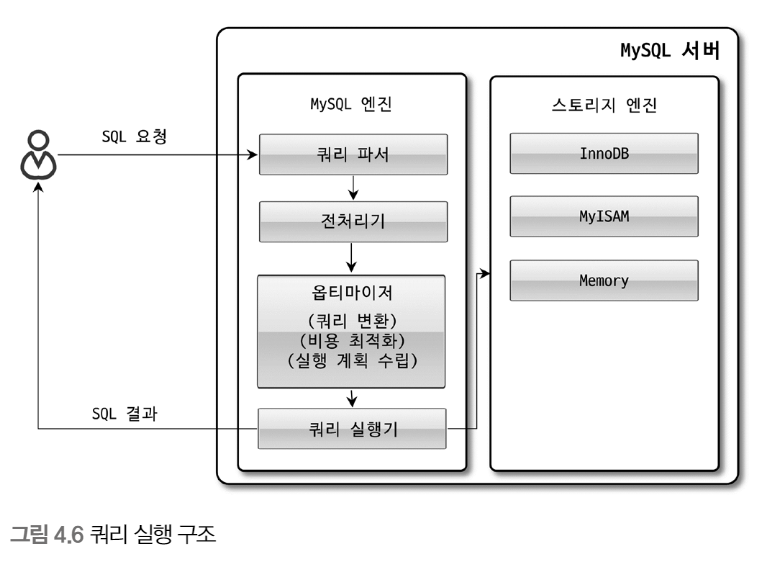 MySQL 서버
MySQL 엔진
스토리지 엔진
SQL 요청
쿼리 파서
InnoDB
전처리기
MyISAM
옵티마이저
(쿼리 변환)
(비용 최적화)
(실행 계획 수립)
Memory
SQL 결과
쿼리 실행기
그림 4.6 쿼리 실행 구조